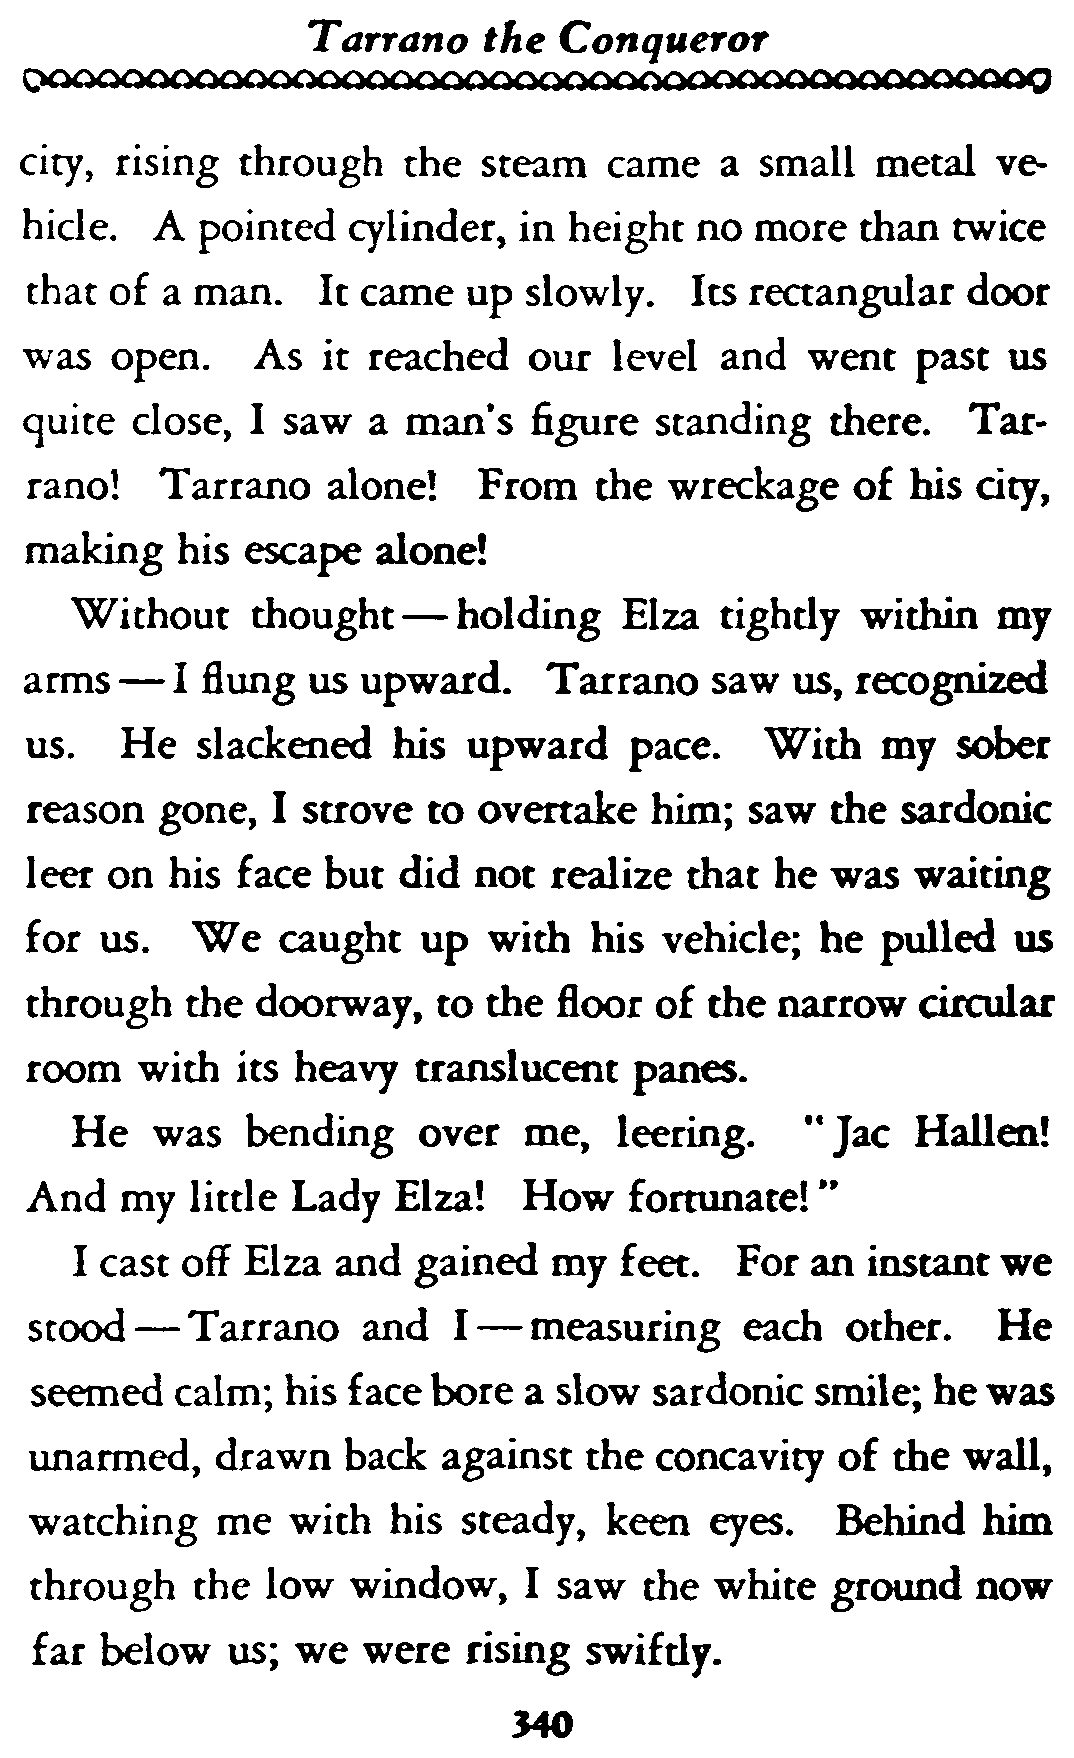 Tarrano the Conqueror
city, rising through the steam came a small metal ve-
hicle. A pointed cylinder, in height no more than twice
that of a man. It came up slowly. Its rectangular door
was open. As it reached our level and went past us
quite close, I saw a man's figure standing there. Tar-
rano! Tarrano alone! From the wreckage of his city,
making his escape alone!
Without thought — holding Elza tightly within my
arms — I flung us upward. Tarrano saw us, recognized
us. He slackened his upward pace. With my sober
reason gone, I strove to overtake him; saw the sardonic
leer on his face but did not realize that he was waiting
for us. We caught up with his vehicle; he pulled us
through the doorway, to the floor of the narrow circular
room with its heavy translucent panes.
He was bending over me, leering. "Jac Hallen!
And my little Lady Elza! How fortunate!"
I cast off Elza and gained my feet. For an instant we
stood — Tarrano and I — measuring each other. He
seemed calm; his face bore a slow sardonic smile; he was
unarmed, drawn back against the concavity of the wall,
watching me with his steady, keen eyes. Behind him
through the low window, I saw the white ground now
far below us; we were rising swiftly.
340